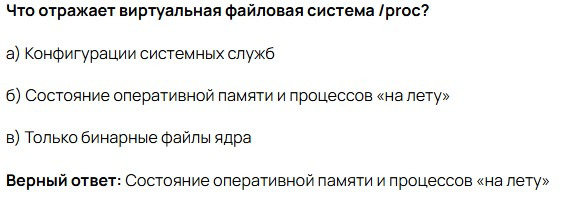 Что отражает виртуальная файловая система /proc?
а) Конфигурации системных служб
б) Состояние оперативной памяти и процессов «на лету»
в) Только бинарные файлы ядра
Верный ответ: Состояние оперативной памяти и процессов «на лету»